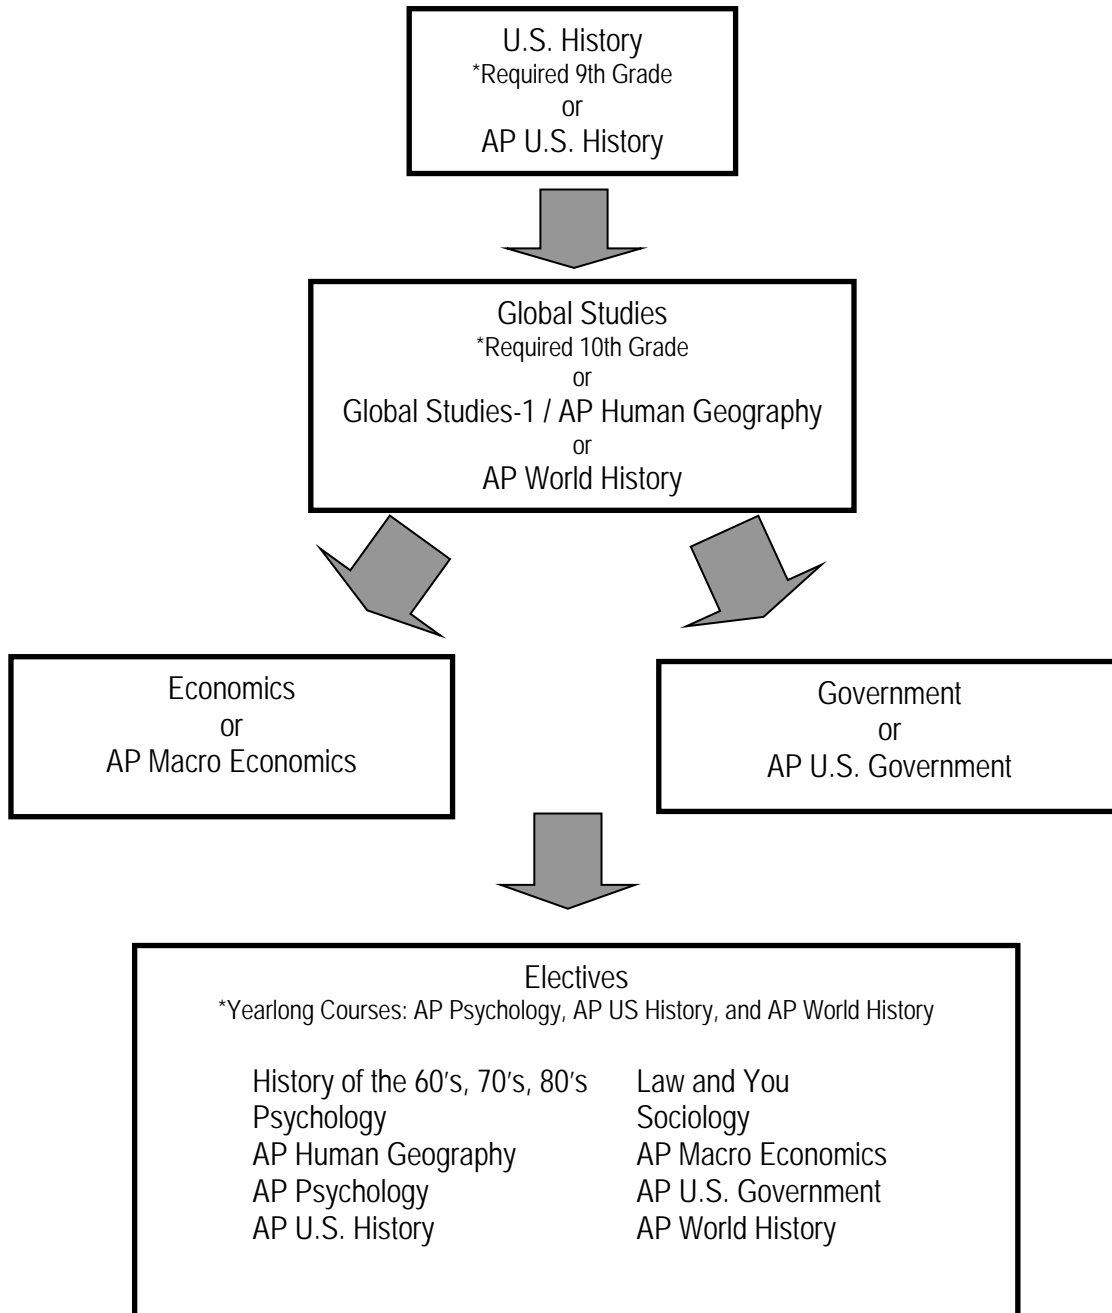 U.S. History
*Required 9th Grade
or
AP U.S. History
Global Studies
*Required 10th Grade
or
Global Studies-1 / AP Human Geography
or
AP World History
Economics
or
AP Macro Economics
Government
or
AP U.S. Government
Electives
*Yearlong Courses: AP Psychology, AP US History, and AP World History
History of the 60's, 70's, 80's
Psychology
AP Human Geography
AP Psychology
AP U.S. History
Law and You
Sociology
AP Macro Economics
AP U.S. Government
AP World History